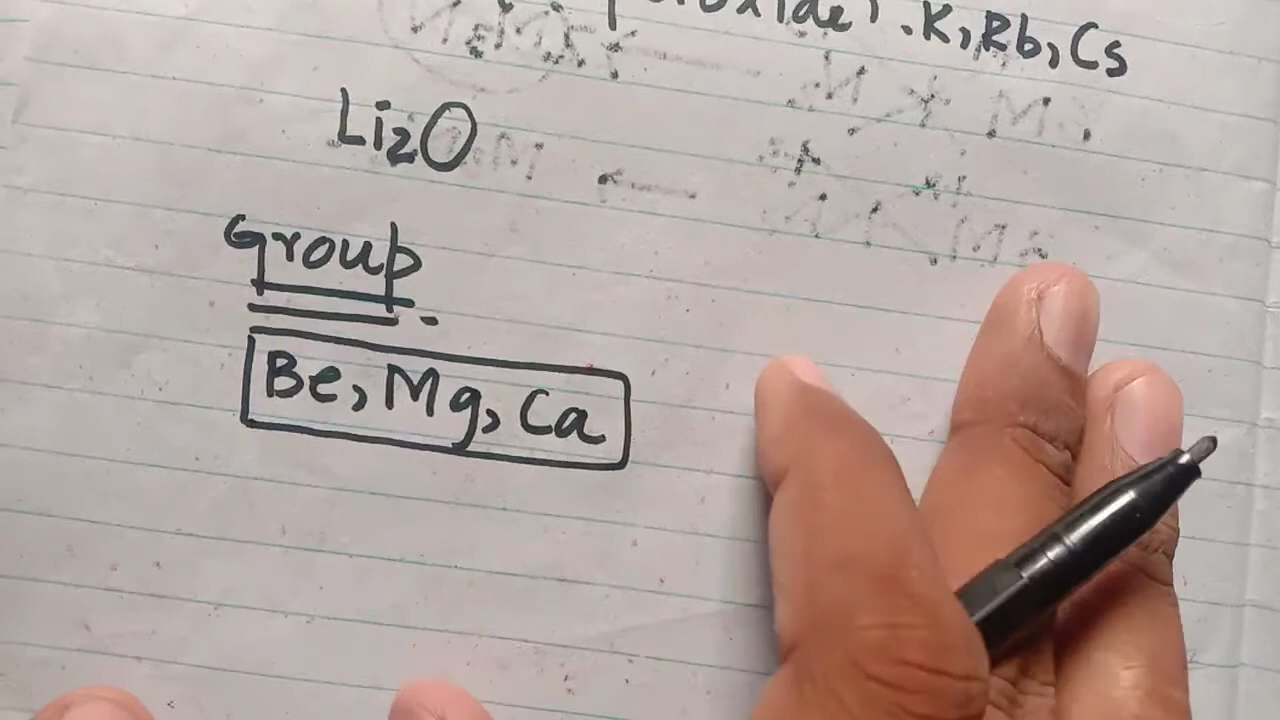 K, Rb, Cs
Li₂O
Group
Be, Mg, Ca